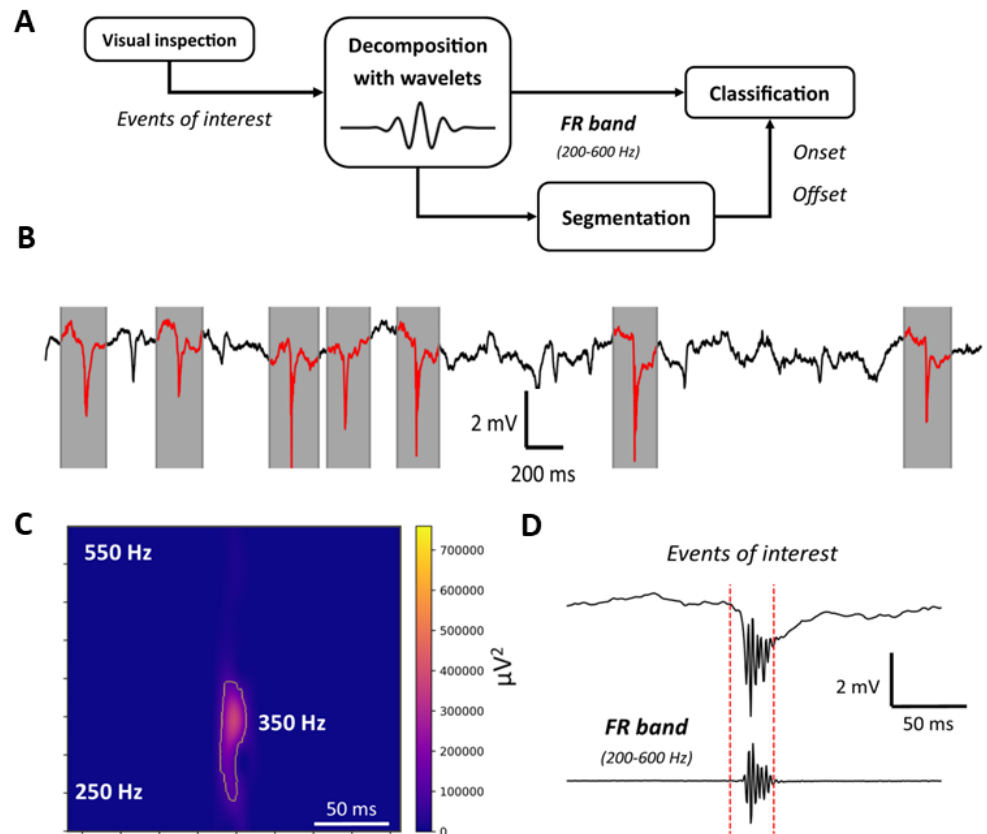 A
Visual inspection
Events of interest
Decomposition
with wavelets
FR band
(200-600 Hz)
Classification
Onset
Offset
Segmentation
B
2 mV
200 ms
C
550 Hz
350 Hz
250 Hz
50 ms
700000
600000
500000
400000
300000
200000
100000
0
μV²
D
Events of interest
2 mV
50 ms
FR band
(200-600 Hz)